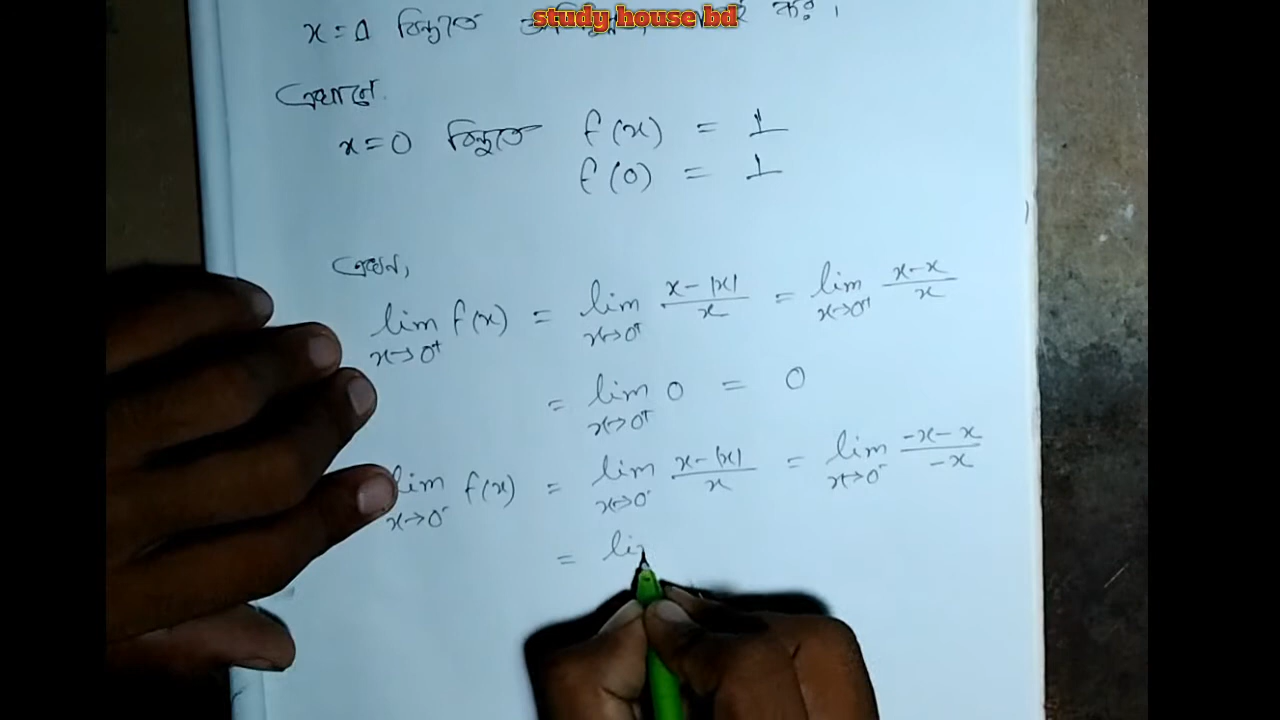 study house bd
x = 0 বিন্দুতে
এখানে
x = 0 বিন্দুতে f(x) = 1
f(0) = 1
এখন,
lim x→0⁺ f(x) = lim x→0⁺ (x-|x|)/x = lim x→0⁺ (x-x)/x
= lim x→0⁺ 0 = 0
lim x→0⁻ f(x) = lim x→0⁻ (x-|x|)/x = lim x→0⁻ (-x-x)/-x
= li